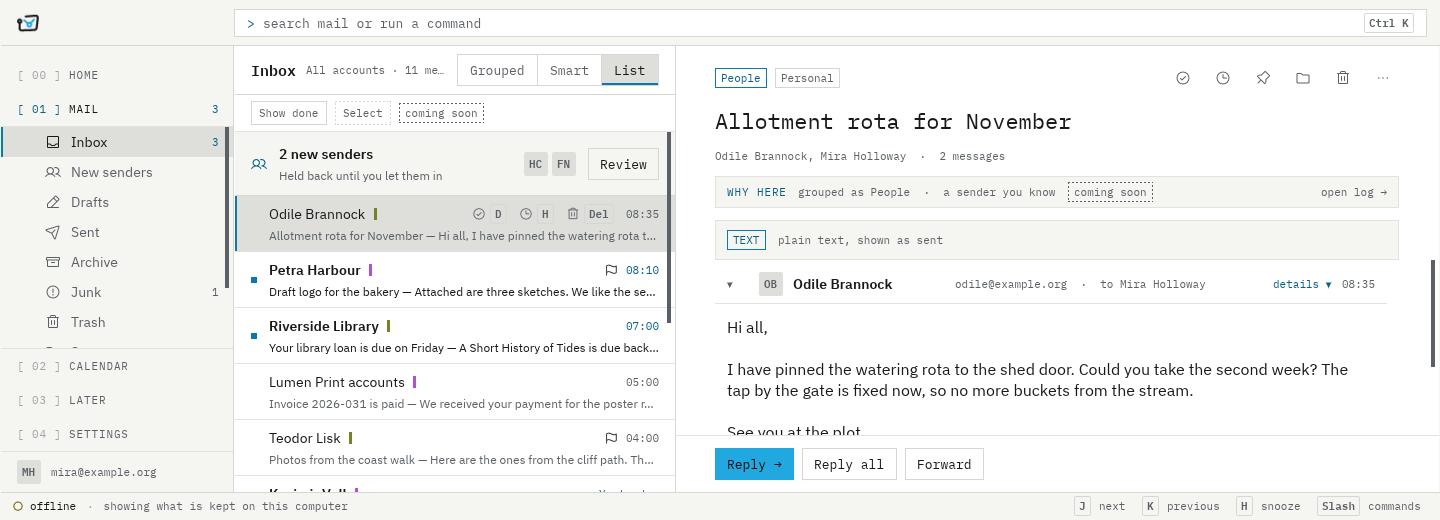 > search mail or run a command Ctrl K
[ 00 ] HOME
[ 01 ] MAIL 3
Inbox 3
New senders
Drafts
Sent
Archive
Junk 1
Trash
[ 02 ] CALENDAR
[ 03 ] LATER
[ 04 ] SETTINGS
MH mira@example.org
Inbox All accounts · 11 me… Grouped Smart List
Show done Select coming soon
2 new senders
Held back until you let them in
HC FN Review
Odile Brannock D H Del 08:35
Allotment rota for November — Hi all, I have pinned the watering rota t…
Petra Harbour 08:10
Draft logo for the bakery — Attached are three sketches. We like the se…
Riverside Library 07:00
Your library loan is due on Friday — A Short History of Tides is due back…
Lumen Print accounts 05:00
Invoice 2026-031 is paid — We received your payment for the poster r…
Teodor Lisk 04:00
Photos from the coast walk — Here are the ones from the cliff path. Th…
People Personal ···
Allotment rota for November
Odile Brannock, Mira Holloway · 2 messages
WHY HERE grouped as People · a sender you know coming soon open log →
TEXT plain text, shown as sent
▾ OB Odile Brannock odile@example.org · to Mira Holloway details ▾ 08:35
Hi all,
I have pinned the watering rota to the shed door. Could you take the second week? The
tap by the gate is fixed now, so no more buckets from the stream.
See you at the plot
Reply → Reply all Forward
offline · showing what is kept on this computer
J next K previous H snooze Slash commands